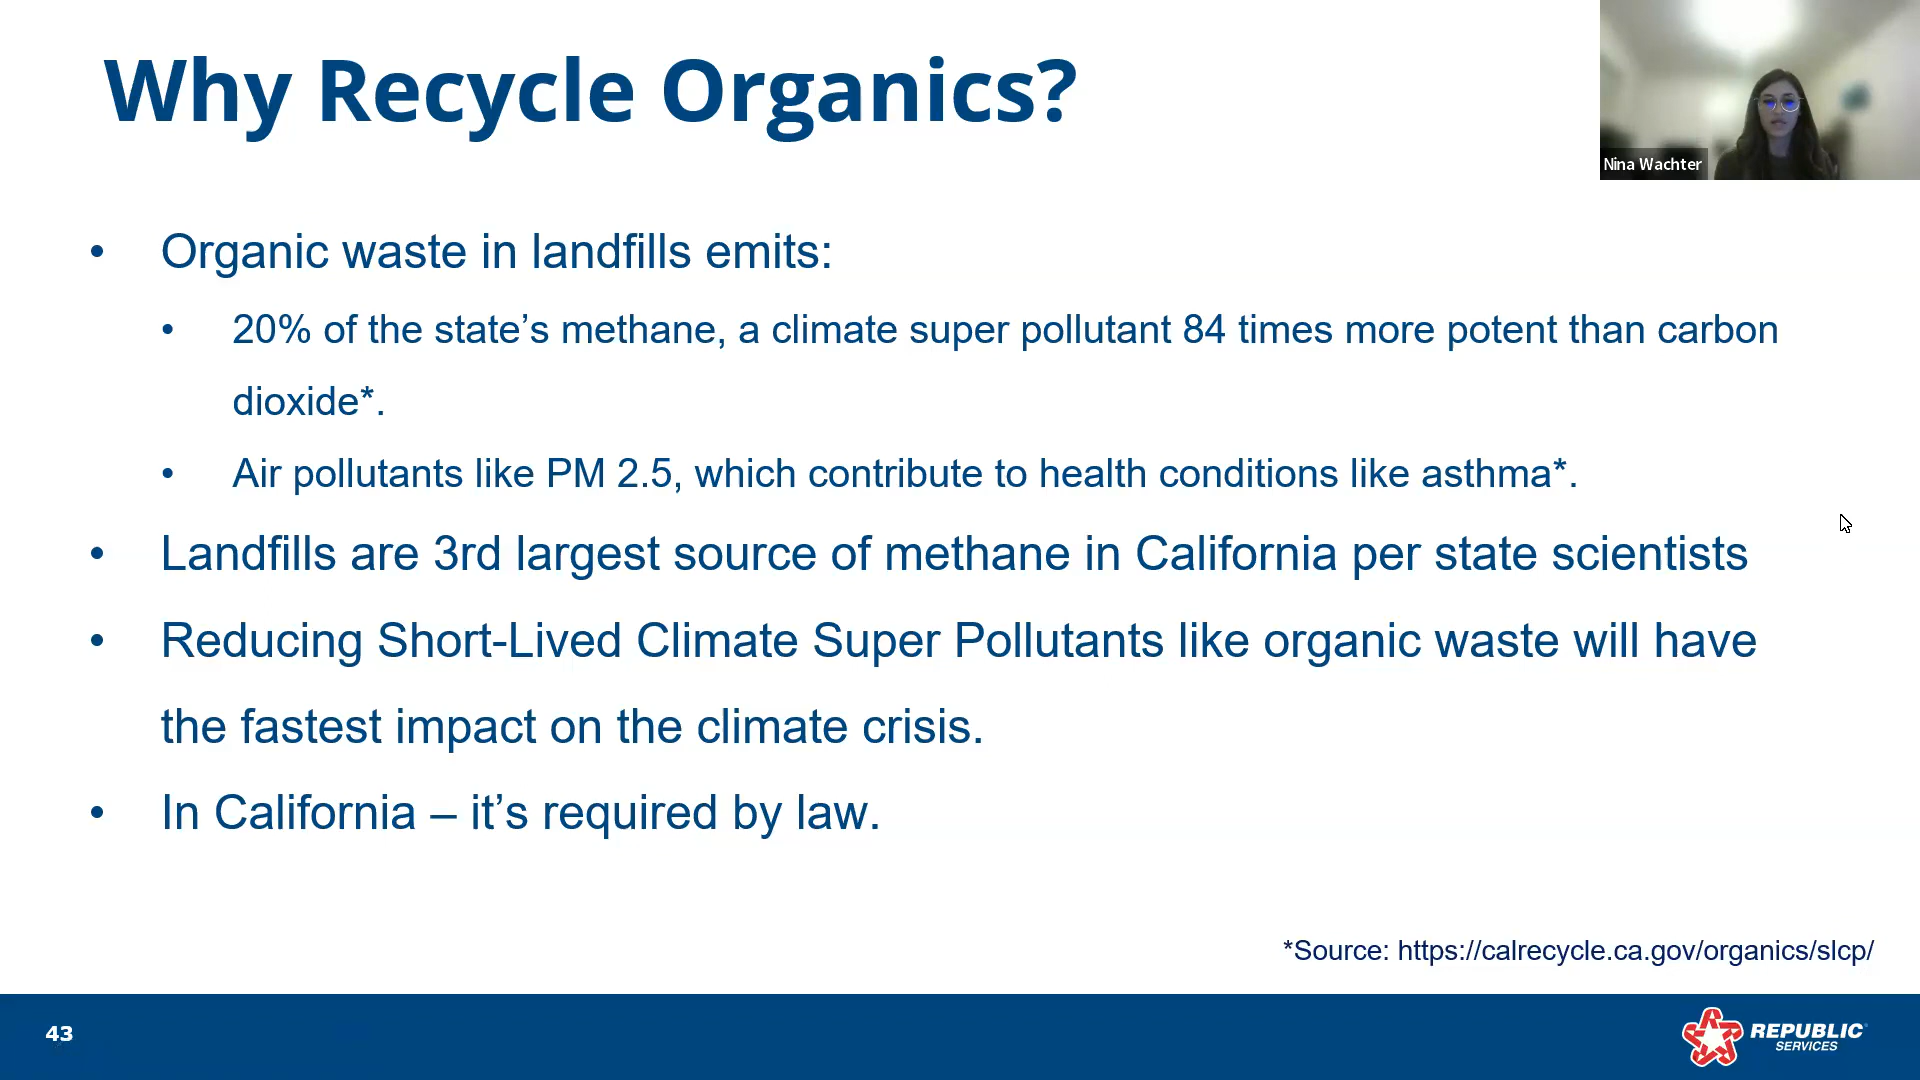 Why Recycle Organics?
Nina Wachter
• Organic waste in landfills emits:
• 20% of the state’s methane, a climate super pollutant 84 times more potent than carbon
dioxide*.
• Air pollutants like PM 2.5, which contribute to health conditions like asthma*.
• Landfills are 3rd largest source of methane in California per state scientists
• Reducing Short-Lived Climate Super Pollutants like organic waste will have
the fastest impact on the climate crisis.
• In California – it’s required by law.
*Source: https://calrecycle.ca.gov/organics/slcp/
43
REPUBLIC
SERVICES